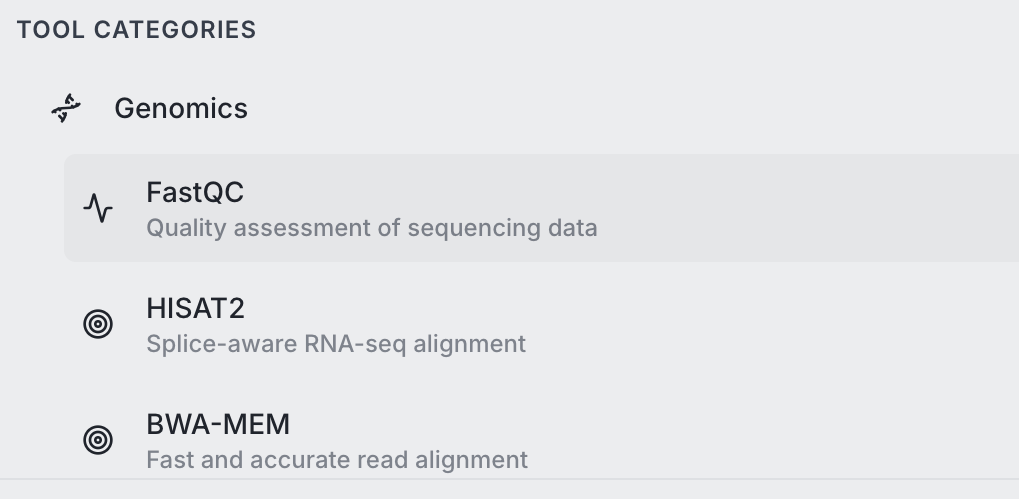 TOOL CATEGORIES
Genomics
FastQC
Quality assessment of sequencing data
HISAT2
Splice-aware RNA-seq alignment
BWA-MEM
Fast and accurate read alignment